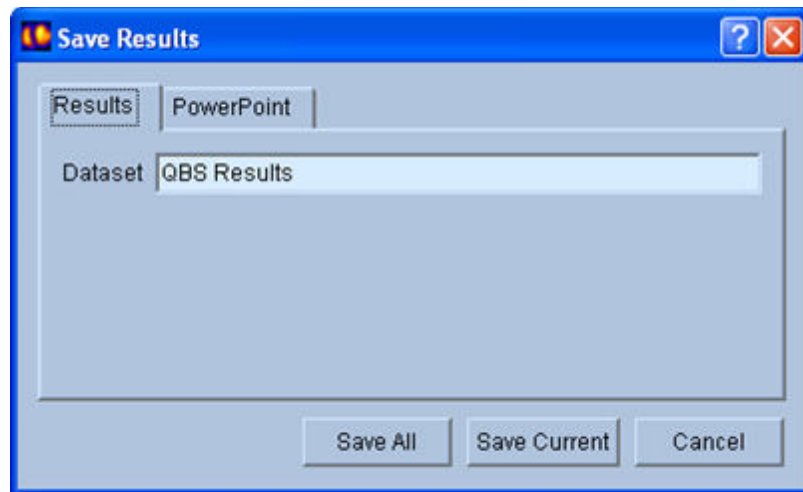 Save Results
Results PowerPoint
Dataset QBS Results
Save All Save Current Cancel